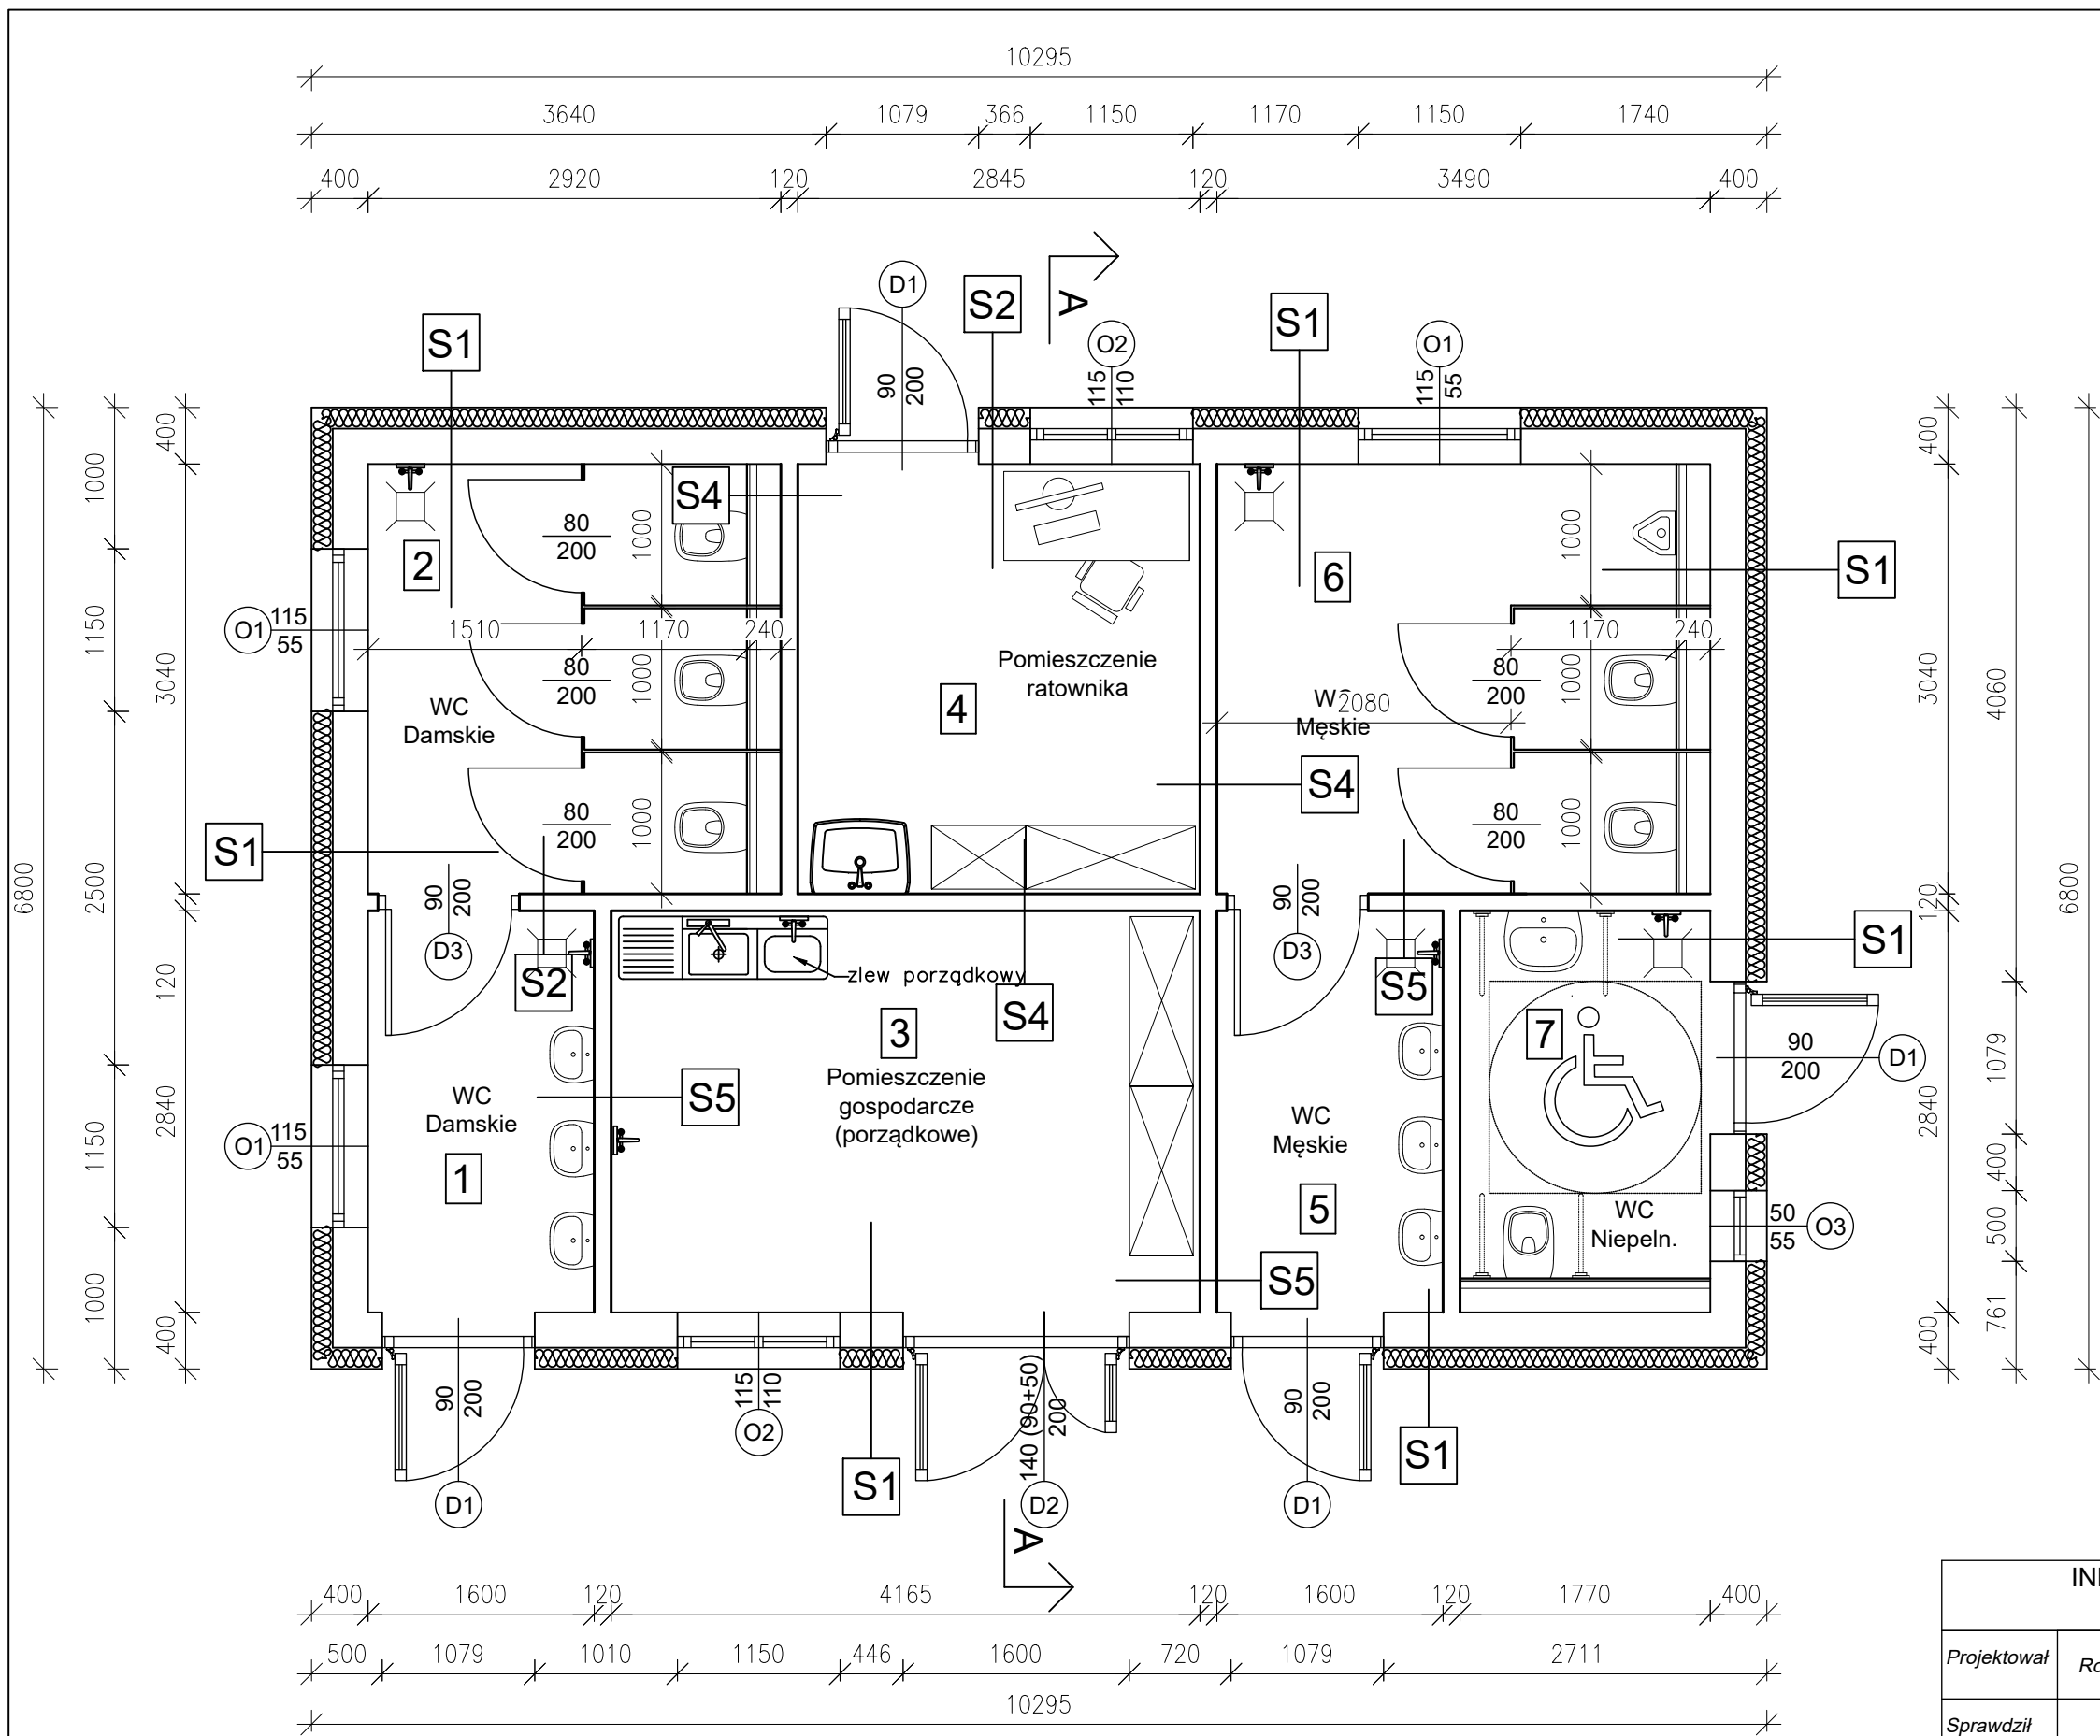 10295
3640 1079 366 1150 1170 1150 1740
400 2920 120 2845 120 3490 400
A
D1
S2
S1
S1
O2
O1
90
200
115
110
115
55
6800
1000
1150
2500
1150
1000
400
3040
120
2840
400
400
3040
120
2840
400
4060
1079
400
500
761
6800
S4
80
200
1000
1000
2
6
S1
O1 115
55
1510 1170 240
80
200
1000
Pomieszczenie
ratownika
1170 240
80
200
1000
WC
Damskie
4
W
2080
Męskie
S4
S1
80
200
1000
80
200
1000
90
200
D3
90
200
D3
S1
S2
zlew porządkowy
S4
S5
3
7
Pomieszczenie
gospodarcze
(porządkowe)
90
200
D1
WC
Damskie
S5
WC
Męskie
O1 115
55
1
5
WC
Niepeln.
50
55
O3
S5
90
200
D1
115
110
O2
S1
140 (90+50)
200
D2
90
200
D1
S1
A
400 1600 120 4165 120 1600 120 1770 400
500 1079 1010 1150 446 1600 720 1079 2711
10295
Projektował
Sprawdził